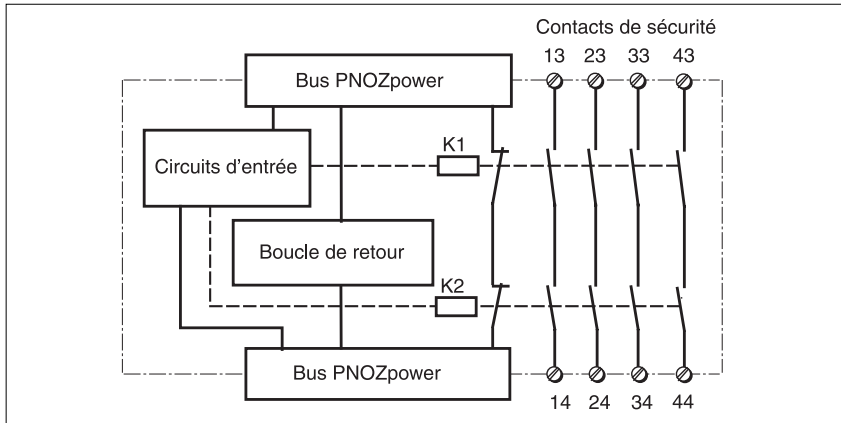 Contacts de sécurité
13 23 33 43
Bus PNOZpower
K1
Circuits d'entrée
Boucle de retour
K2
Bus PNOZpower
14 24 34 44